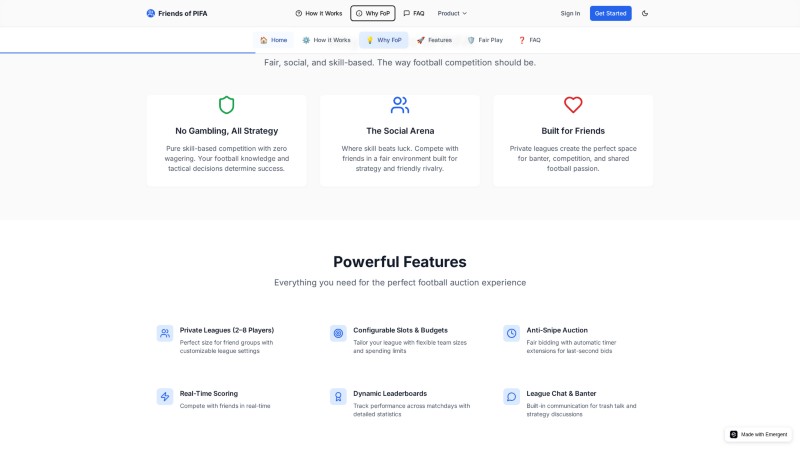 Friends of PIFA How it Works Why FoP FAQ Product Sign In Get Started
Home How it Works Why FoP Features Fair Play FAQ
Fair, social, and skill-based. The way football competition should be.
No Gambling, All Strategy
Pure skill-based competition with zero
wagering. Your football knowledge and
tactical decisions determine success.
The Social Arena
Where skill beats luck. Compete with
friends in a fair environment built for
strategy and friendly rivalry.
Built for Friends
Private leagues create the perfect space
for banter, competition, and shared
football passion.
Powerful Features
Everything you need for the perfect football auction experience
Private Leagues (2–8 Players)
Perfect size for friend groups with
customizable league settings
Configurable Slots & Budgets
Tailor your league with flexible team sizes
and spending limits
Anti-Snipe Auction
Fair bidding with automatic timer
extensions for last-second bids
Real-Time Scoring
Compete with friends in real-time
Dynamic Leaderboards
Track performance across matchdays with
detailed statistics
League Chat & Banter
Built-in communication for trash talk and
strategy discussions
Made with Emergent